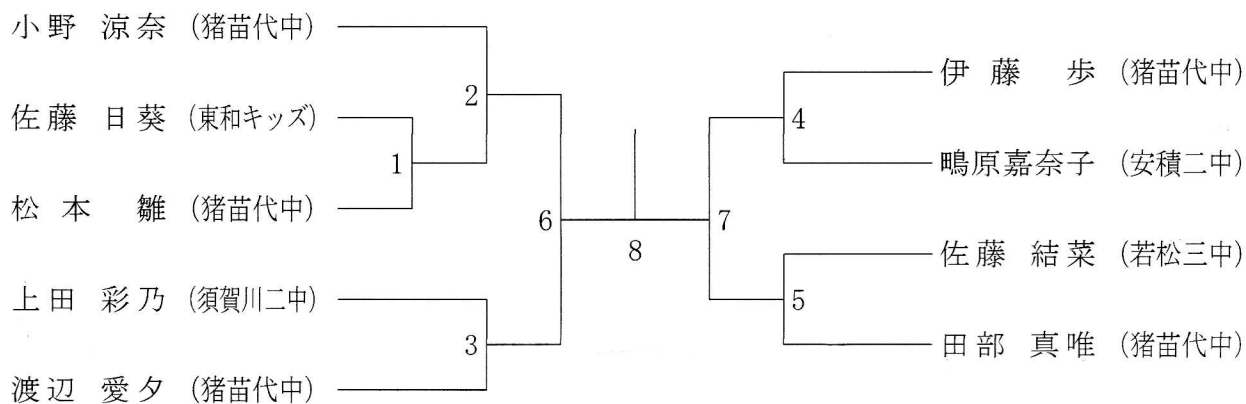 小野 涼奈 (猪苗代中)
佐藤 日葵 (東和キッズ)
松本 雛 (猪苗代中)
上田 彩乃 (須賀川二中)
渡辺 愛夕 (猪苗代中)
1
2
3
6
8
7
4
5
伊藤 歩 (猪苗代中)
鴫原嘉奈子 (安積二中)
佐藤 結菜 (若松三中)
田部 真唯 (猪苗代中)